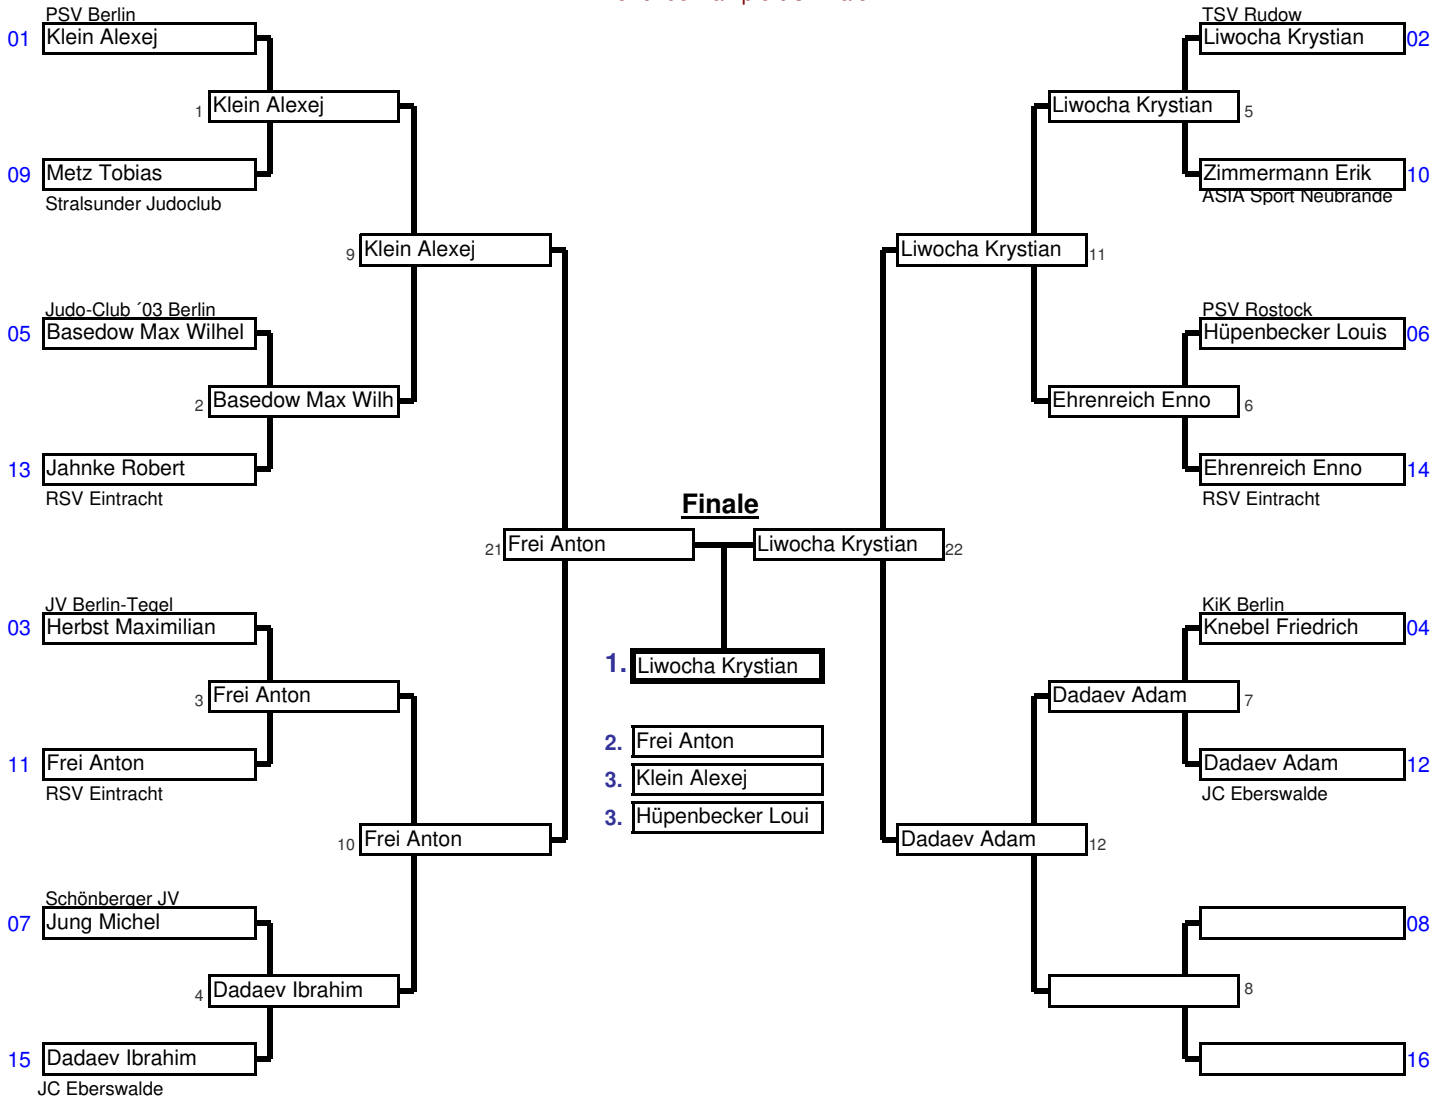 PSV Berlin
01 Klein Alexej
1 Klein Alexej
09 Metz Tobias
Stralsunder Judoclub
9 Klein Alexej
Judo-Club ´03 Berlin
05 Basedow Max Wilhel
2 Basedow Max Wilh
13 Jahnke Robert
RSV Eintracht
21 Frei Anton
JV Berlin-Tegel
03 Herbst Maximilian
3 Frei Anton
11 Frei Anton
RSV Eintracht
10 Frei Anton
Schönberger JV
07 Jung Michel
4 Dadaev Ibrahim
15 Dadaev Ibrahim
JC Eberswalde
Finale
1. Liwocha Krystian
2. Frei Anton
3. Klein Alexej
3. Hüpenbecker Loui
TSV Rudow
Liwocha Krystian 02
Liwocha Krystian 5
Zimmermann Erik 10
ASIA Sport Neubrande
Liwocha Krystian 11
PSV Rostock
Hüpenbecker Louis 06
Ehrenreich Enno 6
Ehrenreich Enno 14
RSV Eintracht
Liwocha Krystian 22
KiK Berlin
Knebel Friedrich 04
Dadaev Adam 7
Dadaev Adam 12
JC Eberswalde
Dadaev Adam 12
08
8
16